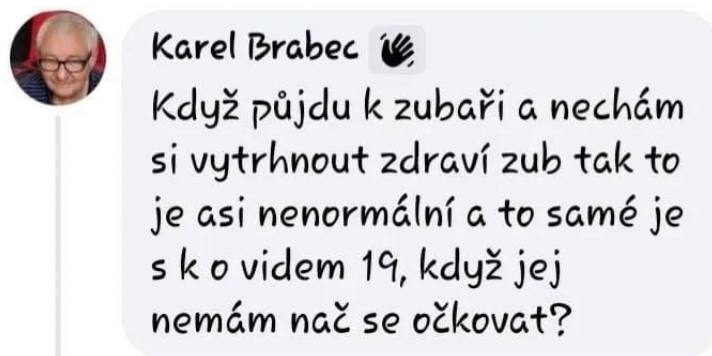 Karel Brabec
Když půjdu k zubaři a nechám
si vytrhnout zdraví zub tak to
je asi nenormální a to samé je
s k o videm 19, když jej
nemám nač se očkovat?